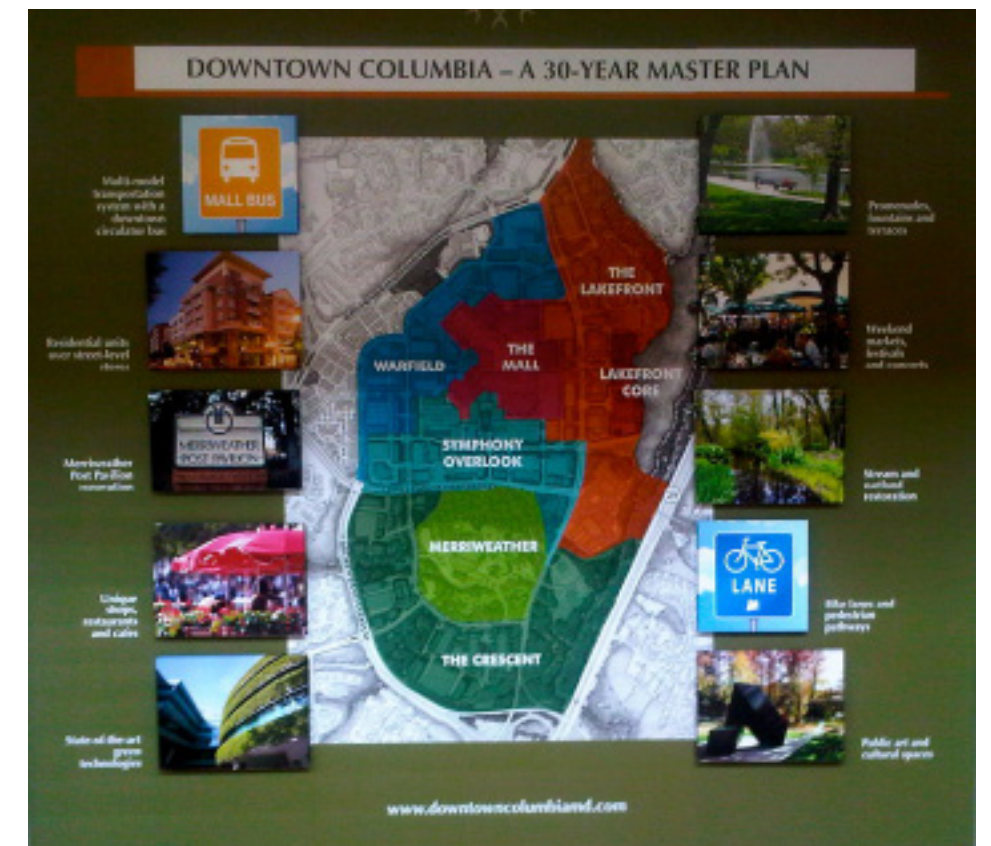 DOWNTOWN COLUMBIA – A 30-YEAR MASTER PLAN
MALL BUS
Multi-modal
transportation
system with a
downtown
circulator bus
Residential units
over street-level
stores
MERRIWEATHER
POST PAVILION
Merriweather
Post Pavilion
renovation
Unique
shops,
restaurants
and cafes
State of the art
green
technologies
THE
LAKEFRONT
WARFIELD
THE
MALL
LAKEFRONT
CORE
SYMPHONY
OVERLOOK
MERRIWEATHER
THE CRESCENT
Promenades,
fountains and
terraces
Weekend
markets,
festivals
and concerts
Stream and
wetland
restoration
LANE
Bike lanes and
pedestrian
pathways
Public art and
cultural spaces
www.downtowncolumbiamd.com